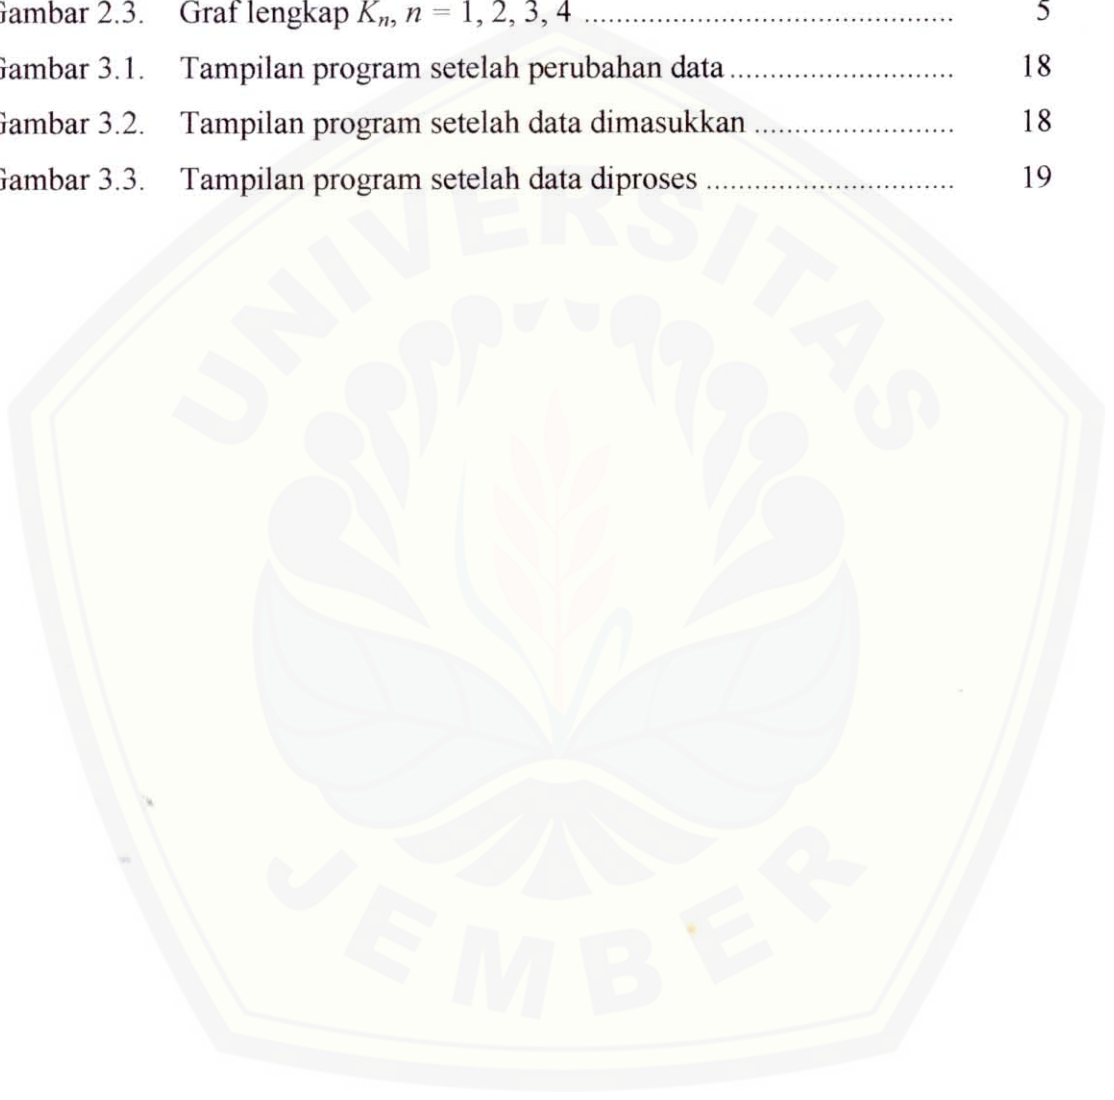 Gambar 2.3. Graf lengkap Kn, n = 1, 2, 3, 4 .............................................. 5
Gambar 3.1. Tampilan program setelah perubahan data ............................ 18
Gambar 3.2. Tampilan program setelah data dimasukkan ......................... 18
Gambar 3.3. Tampilan program setelah data diproses ............................... 19
UNIVERSITAS
JEMBER